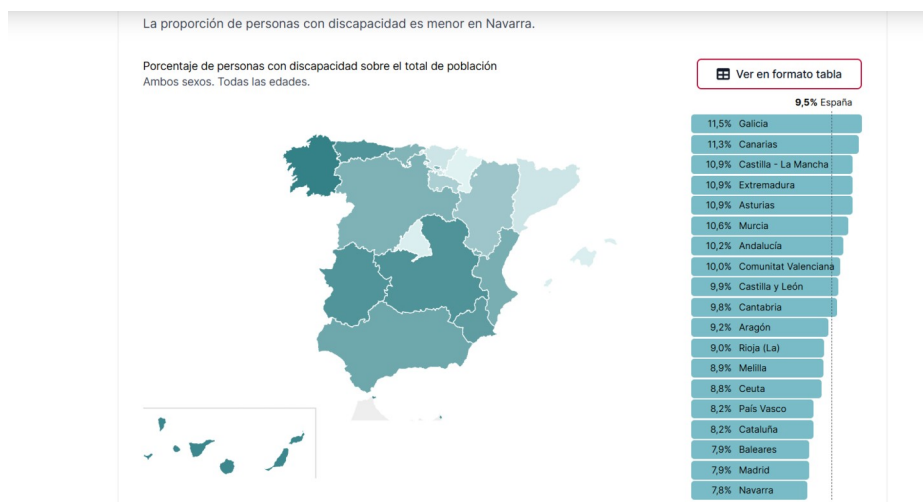 La proporción de personas con discapacidad es menor en Navarra.
Porcentaje de personas con discapacidad sobre el total de población
Ambos sexos. Todas las edades.
Ver en formato tabla
9,5% España
11,5% Galicia
11,3% Canarias
10,9% Castilla - La Mancha
10,9% Extremadura
10,9% Asturias
10,6% Murcia
10,2% Andalucía
10,0% Comunitat Valenciana
9,9% Castilla y León
9,8% Cantabria
9,2% Aragón
9,0% Rioja (La)
8,9% Melilla
8,8% Ceuta
8,2% País Vasco
8,2% Cataluña
7,9% Baleares
7,9% Madrid
7,8% Navarra